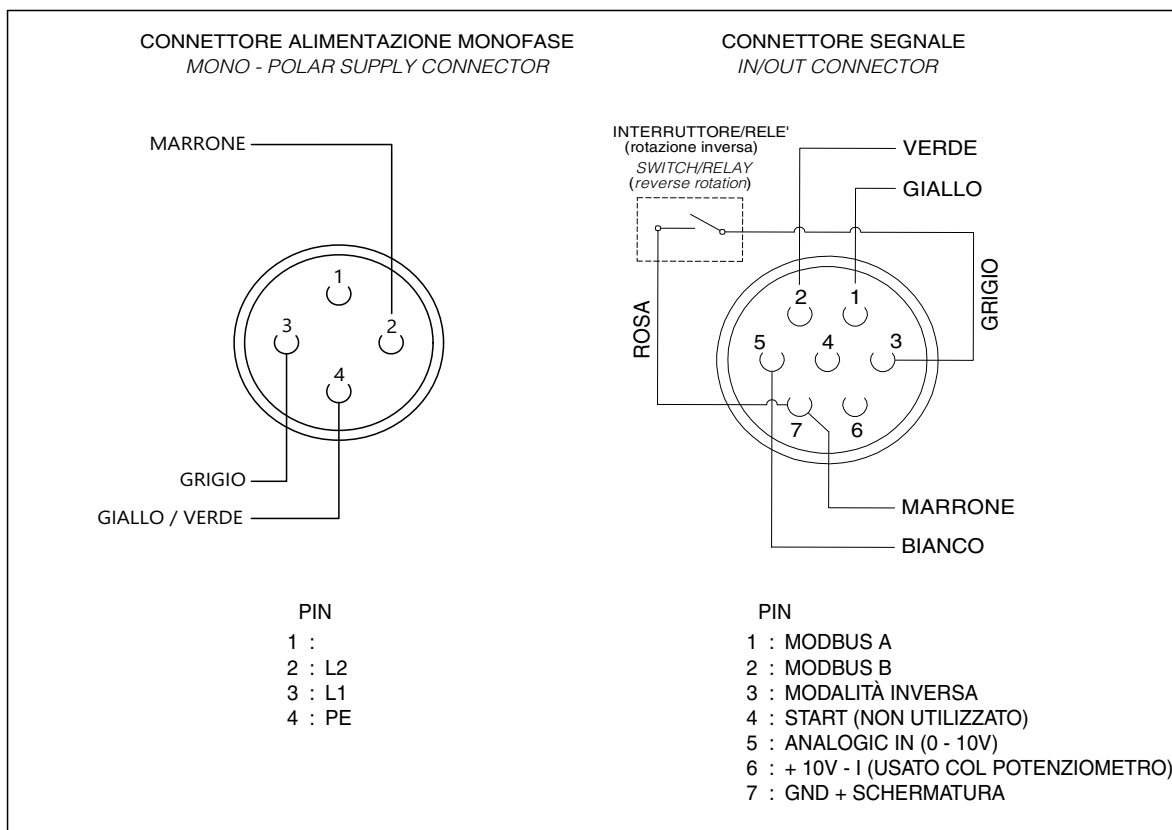 CONNETTORE ALIMENTAZIONE MONOFASE
MONO - POLAR SUPPLY CONNECTOR
MARRONE
1
3
2
4
GRIGIO
GIALLO / VERDE
PIN
1 :
2 : L2
3 : L1
4 : PE
CONNETTORE SEGNALE
IN/OUT CONNECTOR
INTERRUTTORE/RELE'
(rotazione inversa)
SWITCH/RELAY
(reverse rotation)
VERDE
GIALLO
ROSA
GRIGIO
2 1
5 4 3
7 6
MARRONE
BIANCO
PIN
1 : MODBUS A
2 : MODBUS B
3 : MODALITÀ INVERSA
4 : START (NON UTILIZZATO)
5 : ANALOGIC IN (0 - 10V)
6 : + 10V - I (USATO COL POTENZIOMETRO)
7 : GND + SCHERMATURA